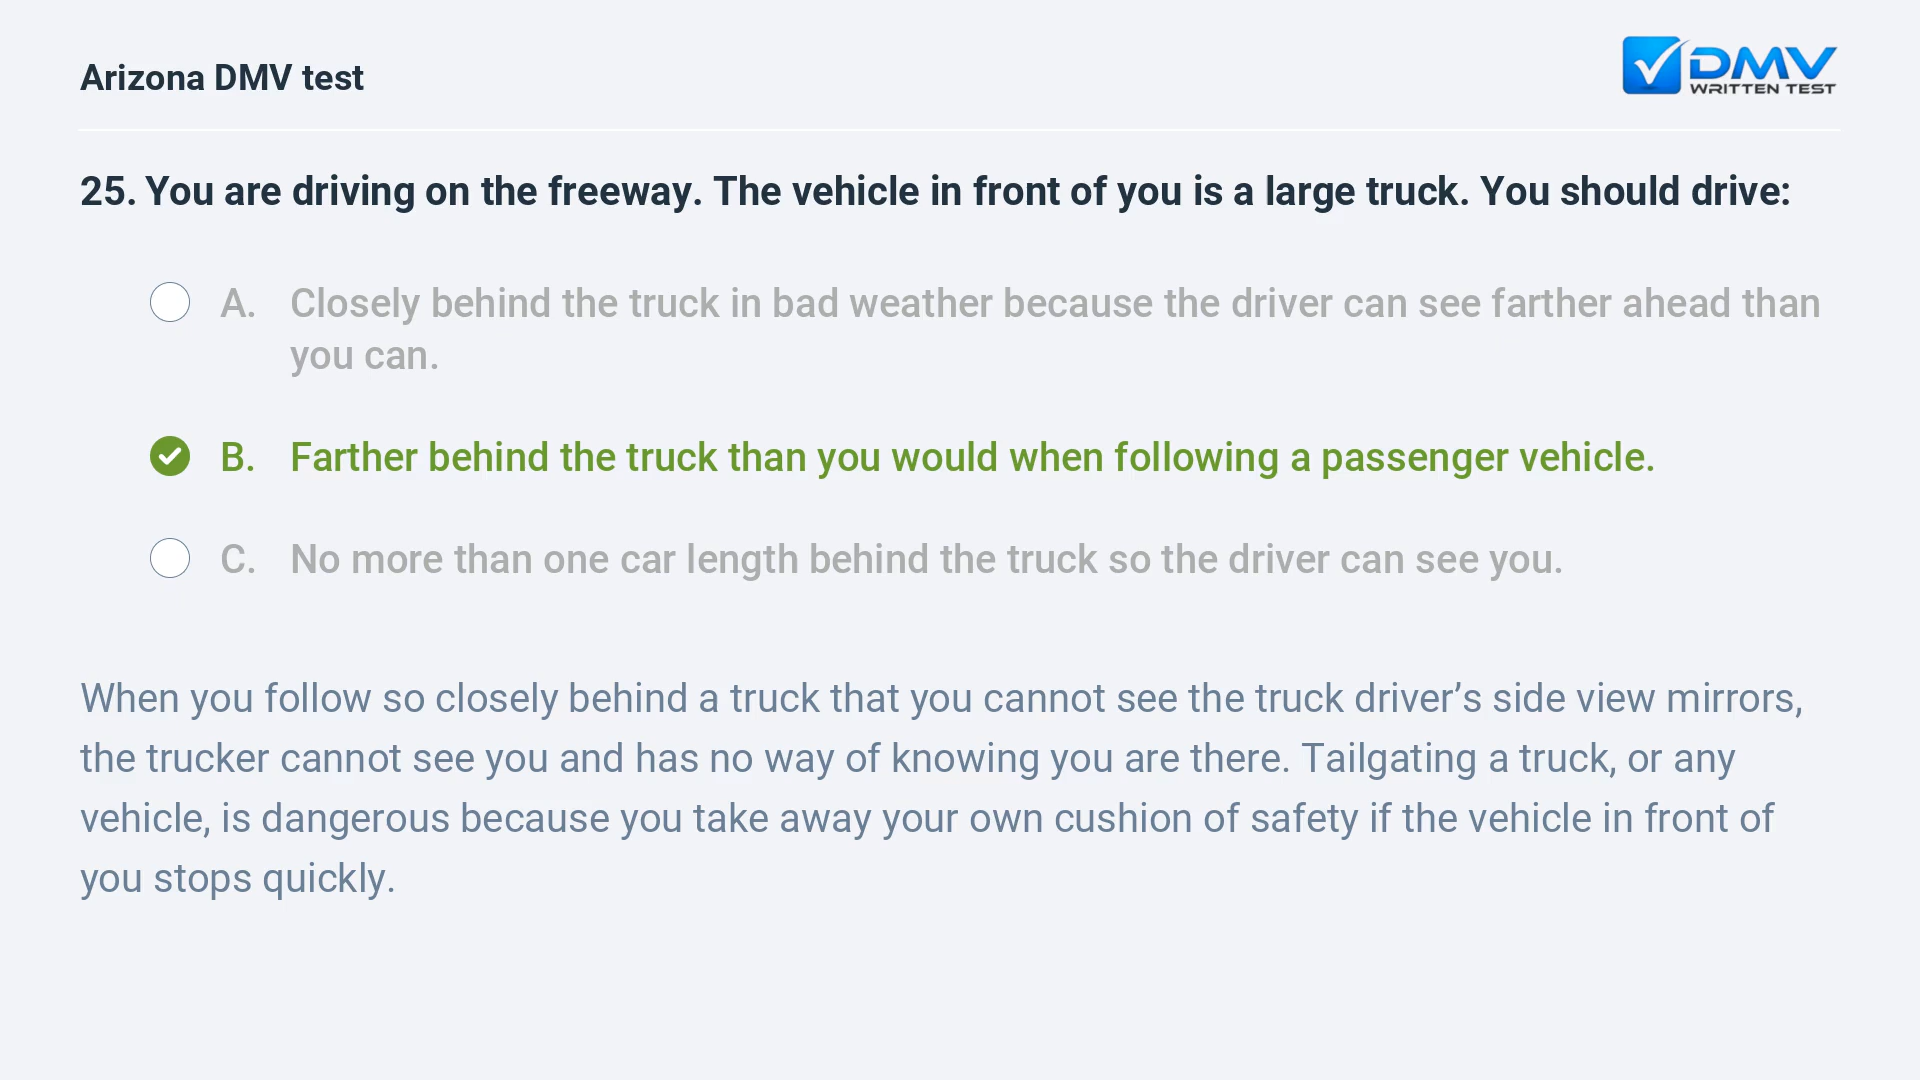 Arizona DMV test
DMV
WRITTEN TEST
25. You are driving on the freeway. The vehicle in front of you is a large truck. You should drive:
A. Closely behind the truck in bad weather because the driver can see farther ahead than
you can.
B. Farther behind the truck than you would when following a passenger vehicle.
C. No more than one car length behind the truck so the driver can see you.
When you follow so closely behind a truck that you cannot see the truck driver’s side view mirrors,
the trucker cannot see you and has no way of knowing you are there. Tailgating a truck, or any
vehicle, is dangerous because you take away your own cushion of safety if the vehicle in front of
you stops quickly.